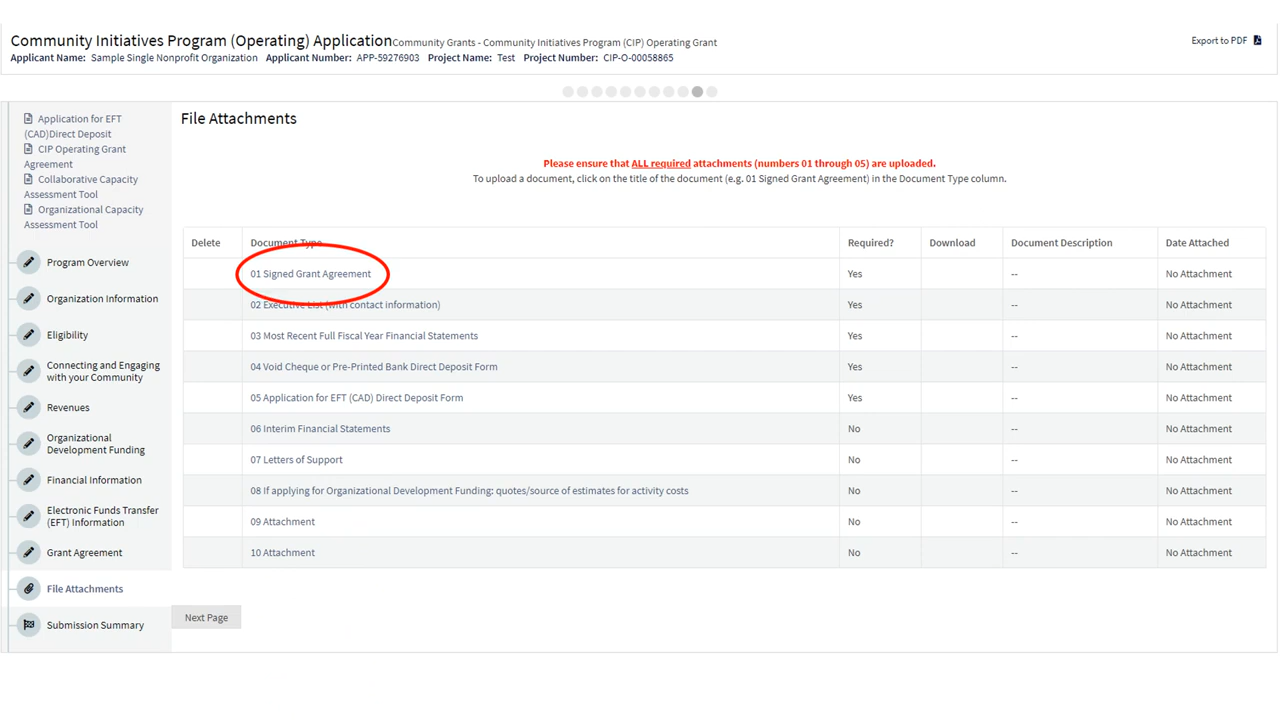 Community Initiatives Program (Operating) Application Community Grants - Community Initiatives Program (CIP) Operating Grant
Export to PDF
Applicant Name: Sample Single Nonprofit Organization Applicant Number: APP-59276903 Project Name: Test Project Number: CIP-O-00058865
Application for EFT
(CAD)Direct Deposit
CIP Operating Grant
Agreement
Collaborative Capacity
Assessment Tool
Organizational Capacity
Assessment Tool
Program Overview
Organization Information
Eligibility
Connecting and Engaging
with your Community
Revenues
Organizational
Development Funding
Financial Information
Electronic Funds Transfer
(EFT) Information
Grant Agreement
File Attachments
Submission Summary
File Attachments
Please ensure that ALL required attachments (numbers 01 through 05) are uploaded.
To upload a document, click on the title of the document (e.g. 01 Signed Grant Agreement) in the Document Type column.
Delete Document Type Required? Download Document Description Date Attached
01 Signed Grant Agreement Yes -- No Attachment
02 Executive List (with contact information) Yes -- No Attachment
03 Most Recent Full Fiscal Year Financial Statements Yes -- No Attachment
04 Void Cheque or Pre-Printed Bank Direct Deposit Form Yes -- No Attachment
05 Application for EFT (CAD) Direct Deposit Form Yes -- No Attachment
06 Interim Financial Statements No -- No Attachment
07 Letters of Support No -- No Attachment
08 If applying for Organizational Development Funding: quotes/source of estimates for activity costs No -- No Attachment
09 Attachment No -- No Attachment
10 Attachment No -- No Attachment
Next Page